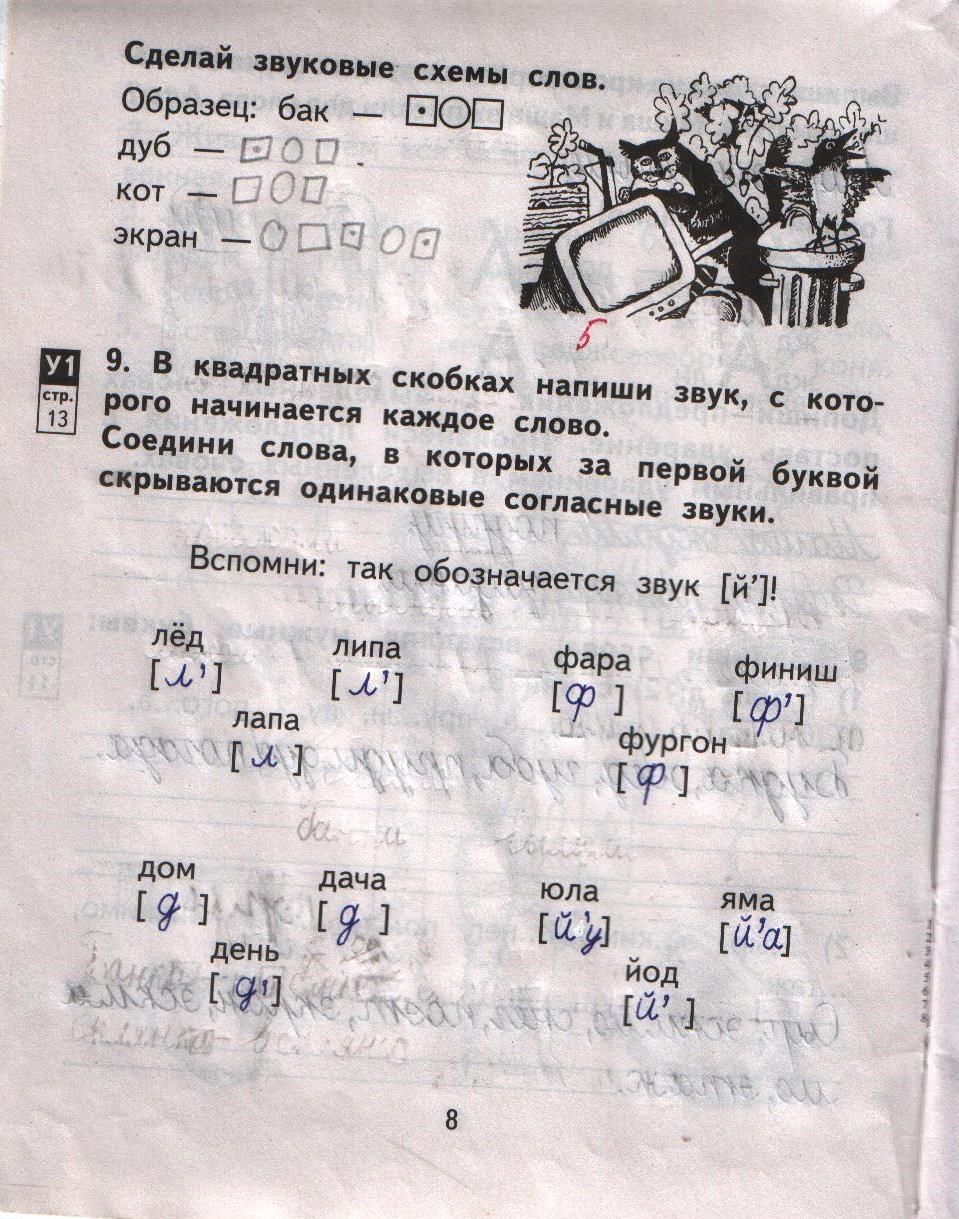 Сделай звуковые схемы слов.
Образец: бак —
дуб —
кот —
экран —
5
У1
стр.
13
9. В квадратных скобках напиши звук, с кото-
рого начинается каждое слово.
Соедини слова, в которых за первой буквой
скрываются одинаковые согласные звуки.
Вспомни: так обозначается звук [й’]!
лёд липа фара финиш
[л’] [л’] [ф] [ф’]
лапа фургон
[л] [ф]
дом дача юла яма
[д] [д] [й’у] [й’а]
день йод
[д’] [й’]
8